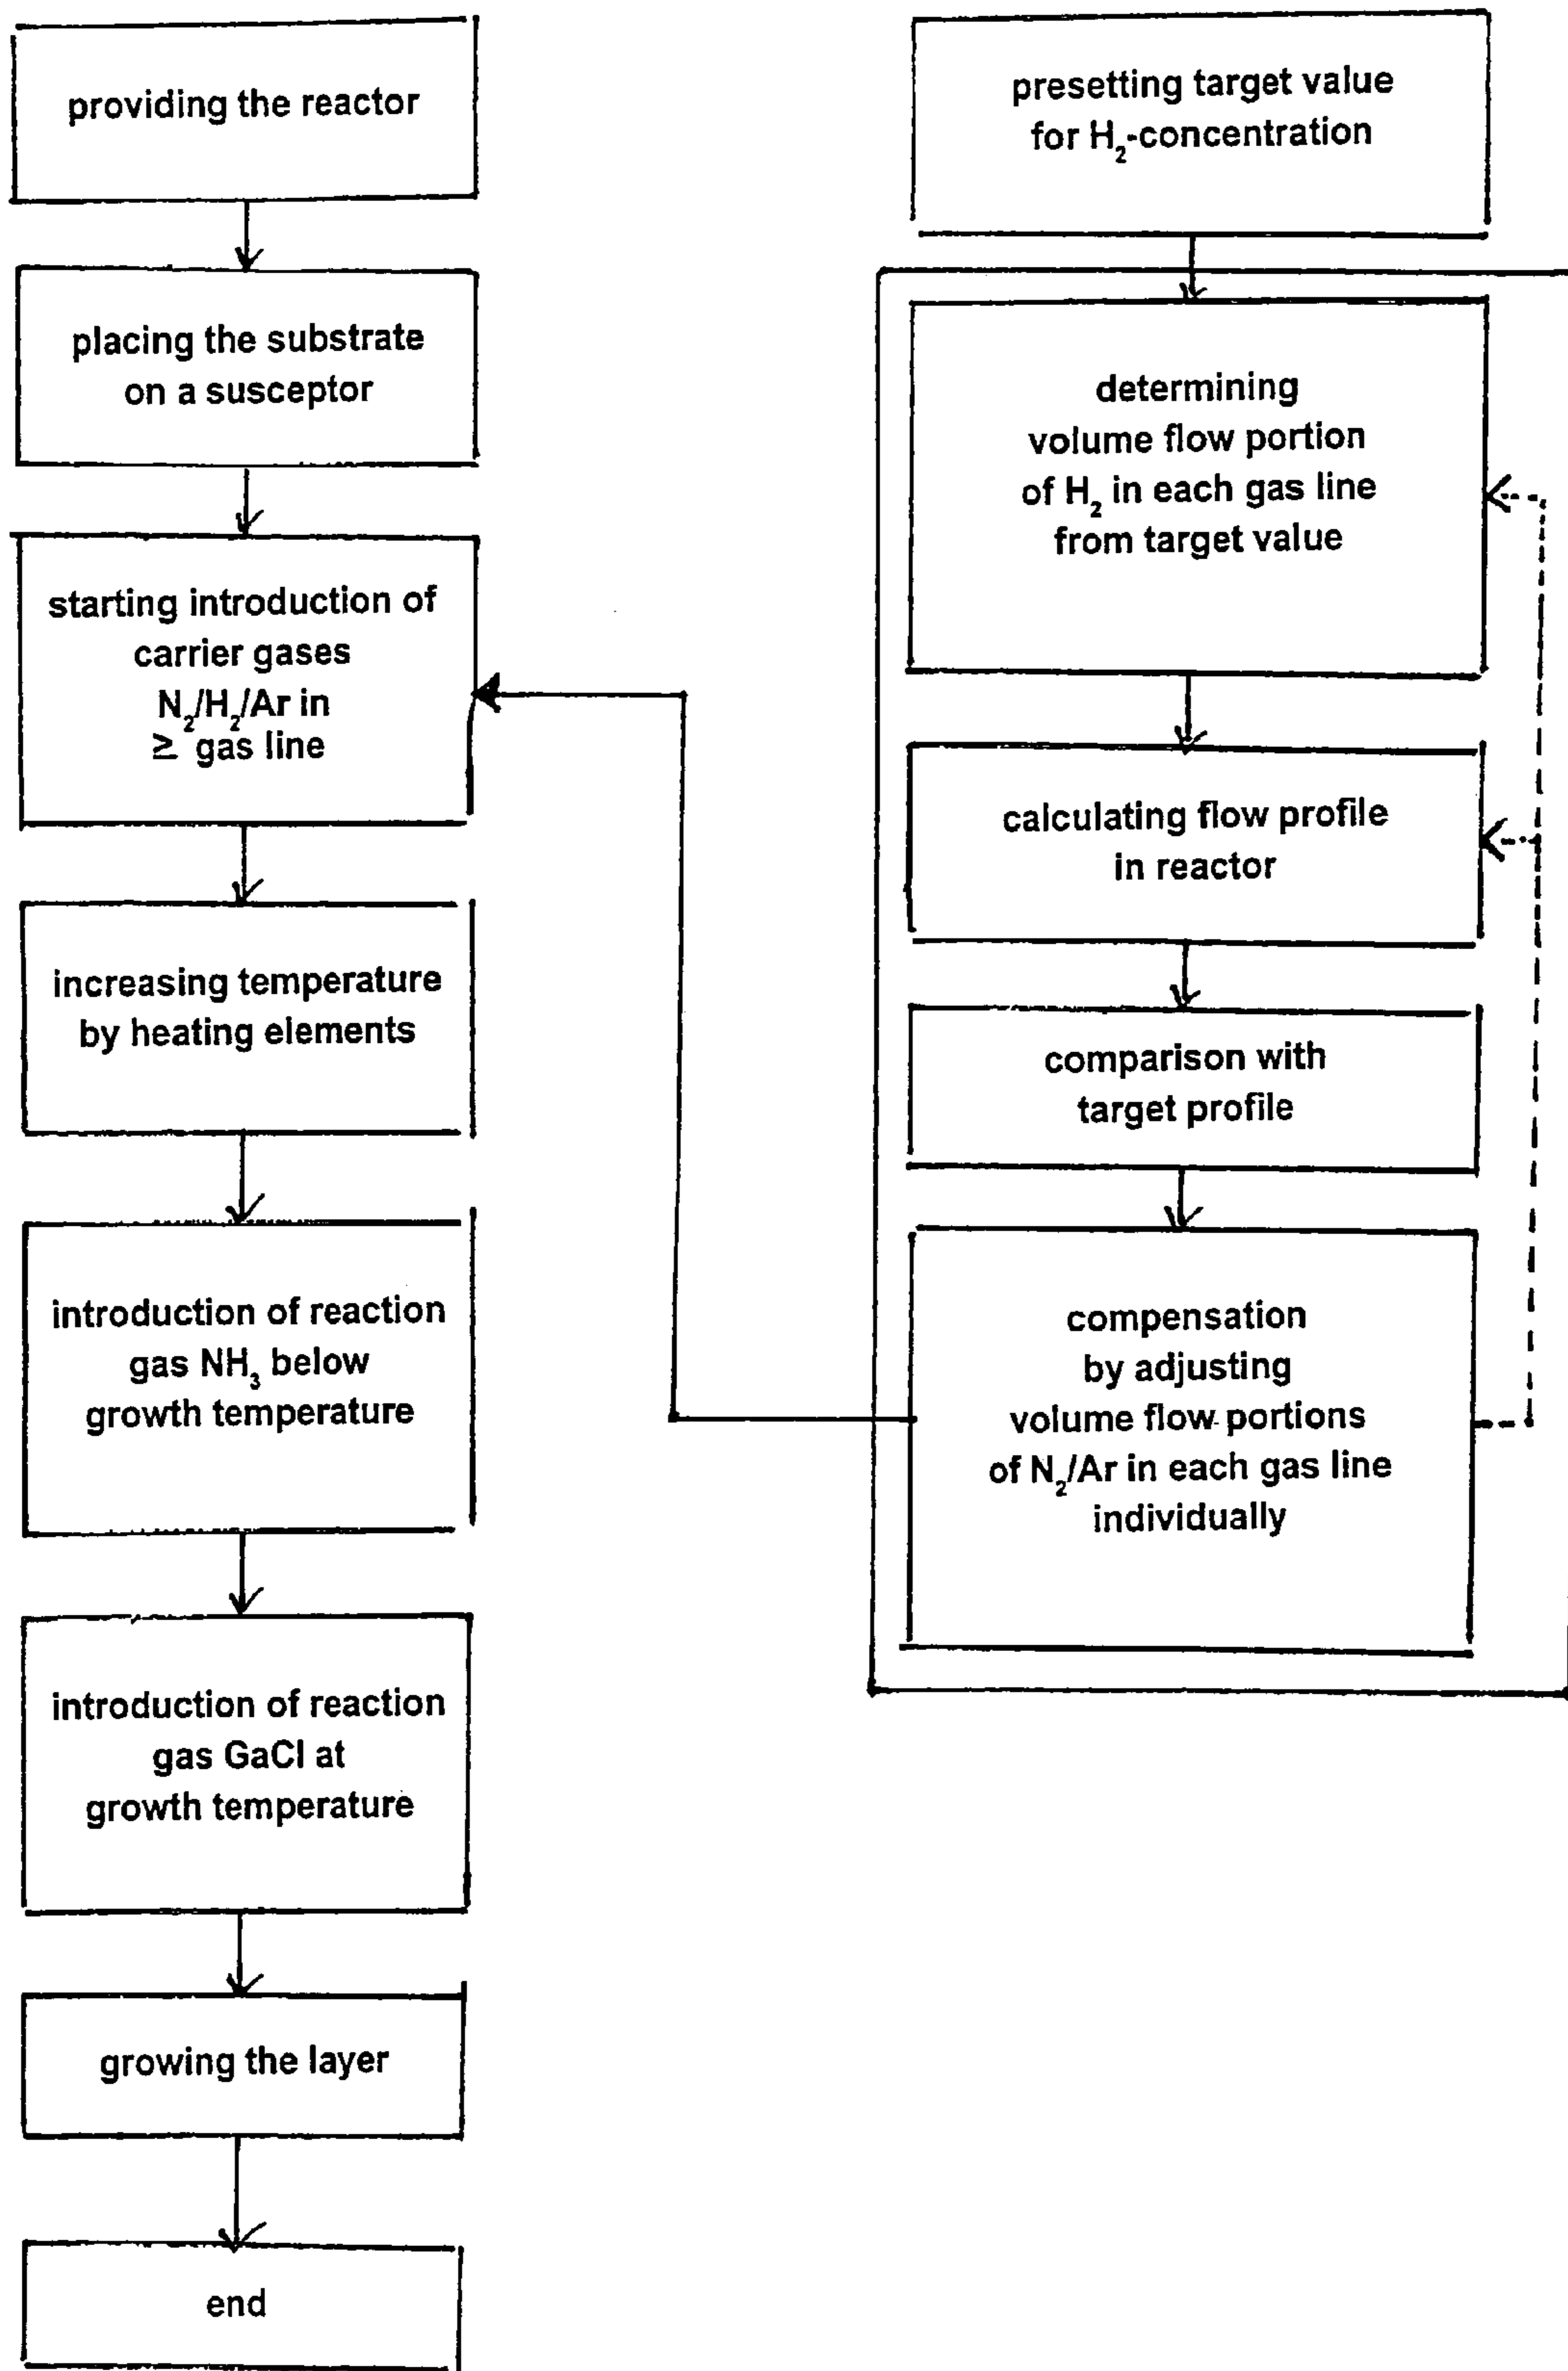 providing the reactor
placing the substrate
on a susceptor
starting introduction of
carrier gases
N₂/H₂/Ar in
≥ gas line
increasing temperature
by heating elements
introduction of reaction
gas NH₃ below
growth temperature
introduction of reaction
gas GaCl at
growth temperature
growing the layer
end
presetting target value
for H₂-concentration
determining
volume flow portion
of H₂ in each gas line
from target value
calculating flow profile
in reactor
comparison with
target profile
compensation
by adjusting
volume flow portions
of N₂/Ar in each gas line
individually